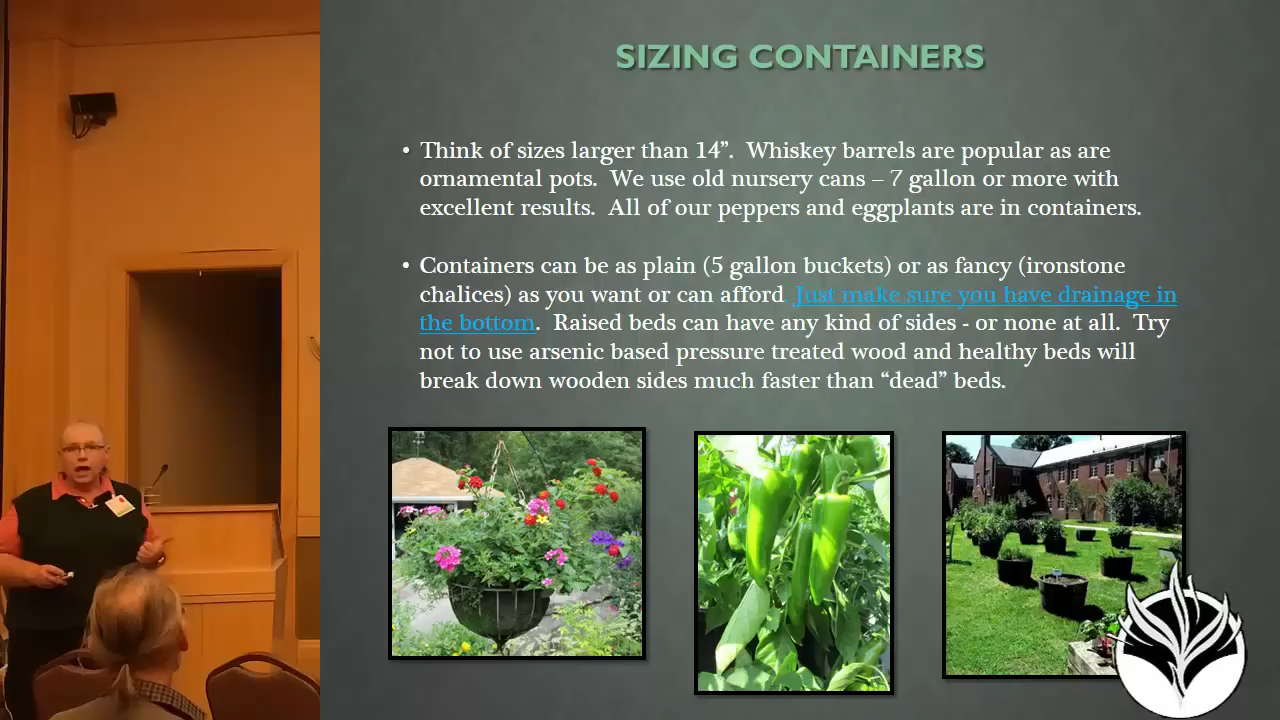 SIZING CONTAINERS
• Think of sizes larger than 14”. Whiskey barrels are popular as are
ornamental pots. We use old nursery cans – 7 gallon or more with
excellent results. All of our peppers and eggplants are in containers.
• Containers can be as plain (5 gallon buckets) or as fancy (ironstone
chalices) as you want or can afford. Just make sure you have drainage in
the bottom. Raised beds can have any kind of sides - or none at all. Try
not to use arsenic based pressure treated wood and healthy beds will
break down wooden sides much faster than “dead” beds.